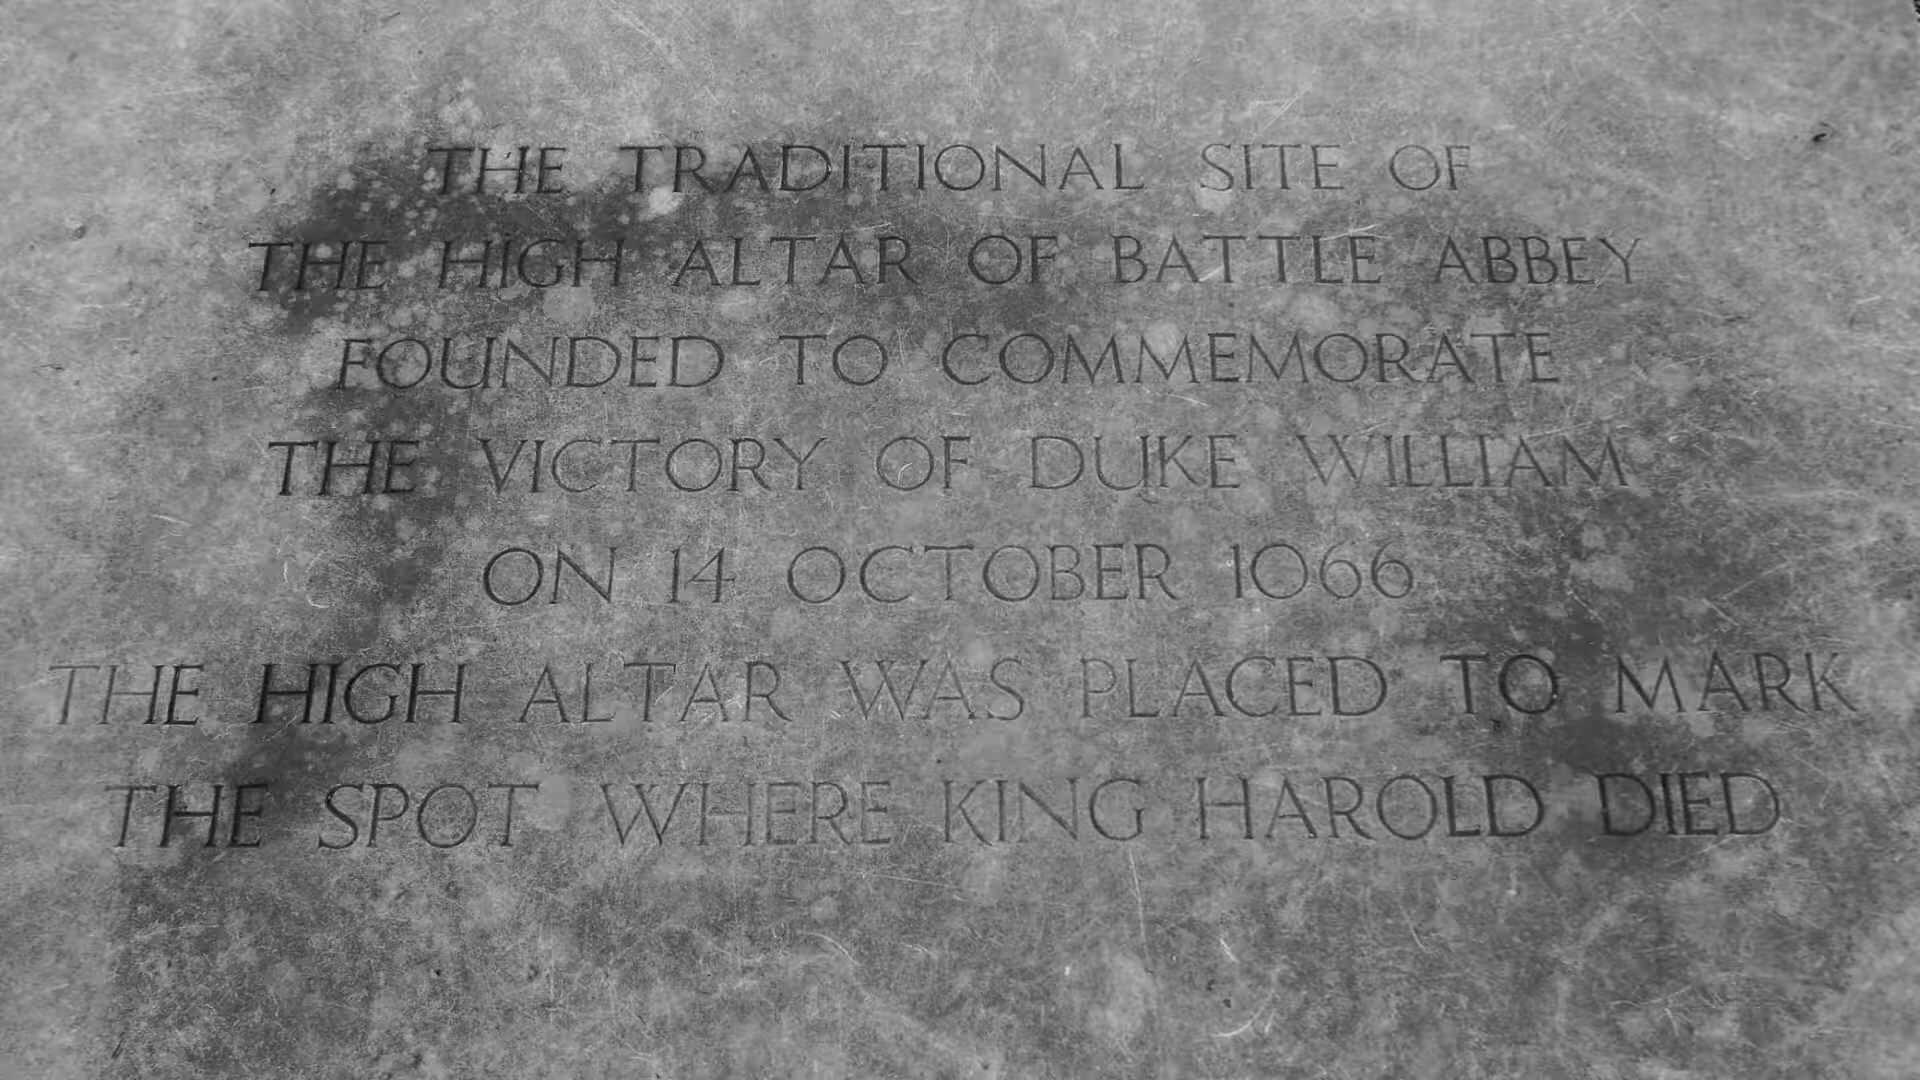 THE TRADITIONAL SITE OF
THE HIGH ALTAR OF BATTLE ABBEY
FOUNDED TO COMMEMORATE
THE VICTORY OF DUKE WILLIAM
ON 14 OCTOBER 1066
THE HIGH ALTAR WAS PLACED TO MARK
THE SPOT WHERE KING HAROLD DIED